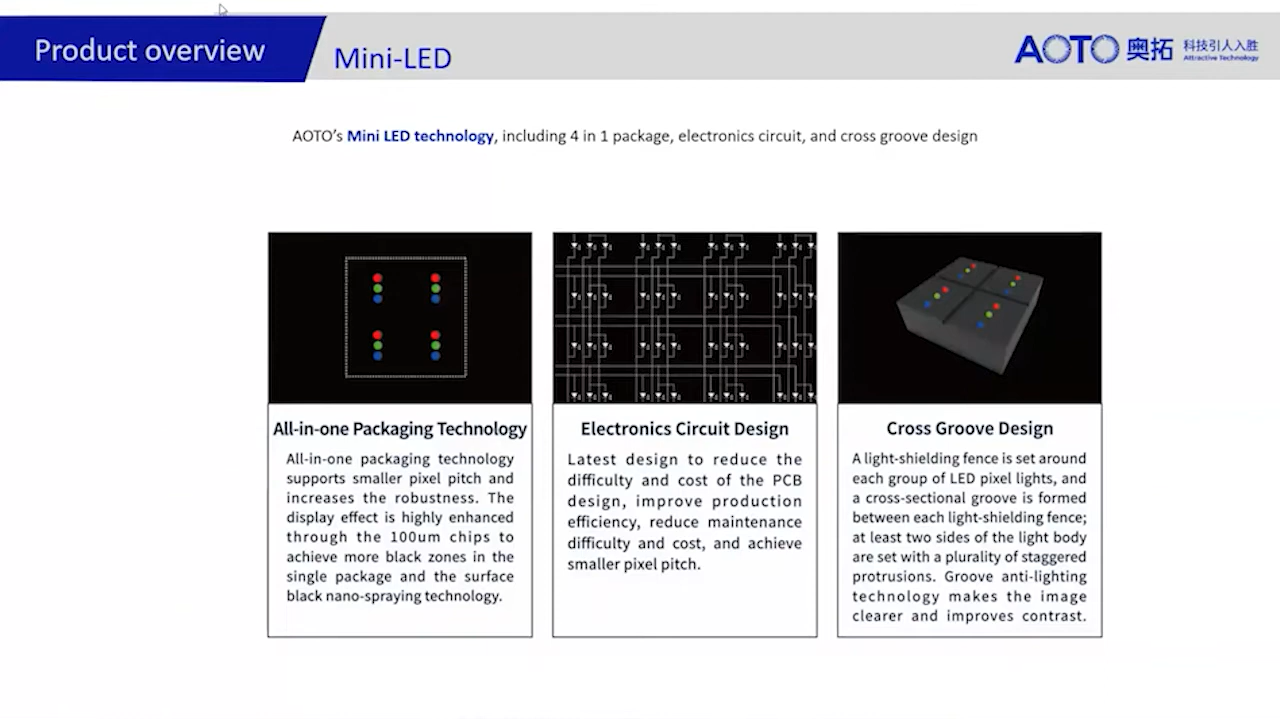 Product overview
Mini-LED
AOTO 奥拓 科技引人入胜
Attractive Technology
AOTO's Mini LED technology, including 4 in 1 package, electronics circuit, and cross groove design
All-in-one Packaging Technology
All-in-one packaging technology
supports smaller pixel pitch and
increases the robustness. The
display effect is highly enhanced
through the 100um chips to
achieve more black zones in the
single package and the surface
black nano-spraying technology.
Electronics Circuit Design
Latest design to reduce the
difficulty and cost of the PCB
design, improve production
efficiency, reduce maintenance
difficulty and cost, and achieve
smaller pixel pitch.
Cross Groove Design
A light-shielding fence is set around
each group of LED pixel lights, and
a cross-sectional groove is formed
between each light-shielding fence;
at least two sides of the light body
are set with a plurality of staggered
protrusions. Groove anti-lighting
technology makes the image
clearer and improves contrast.